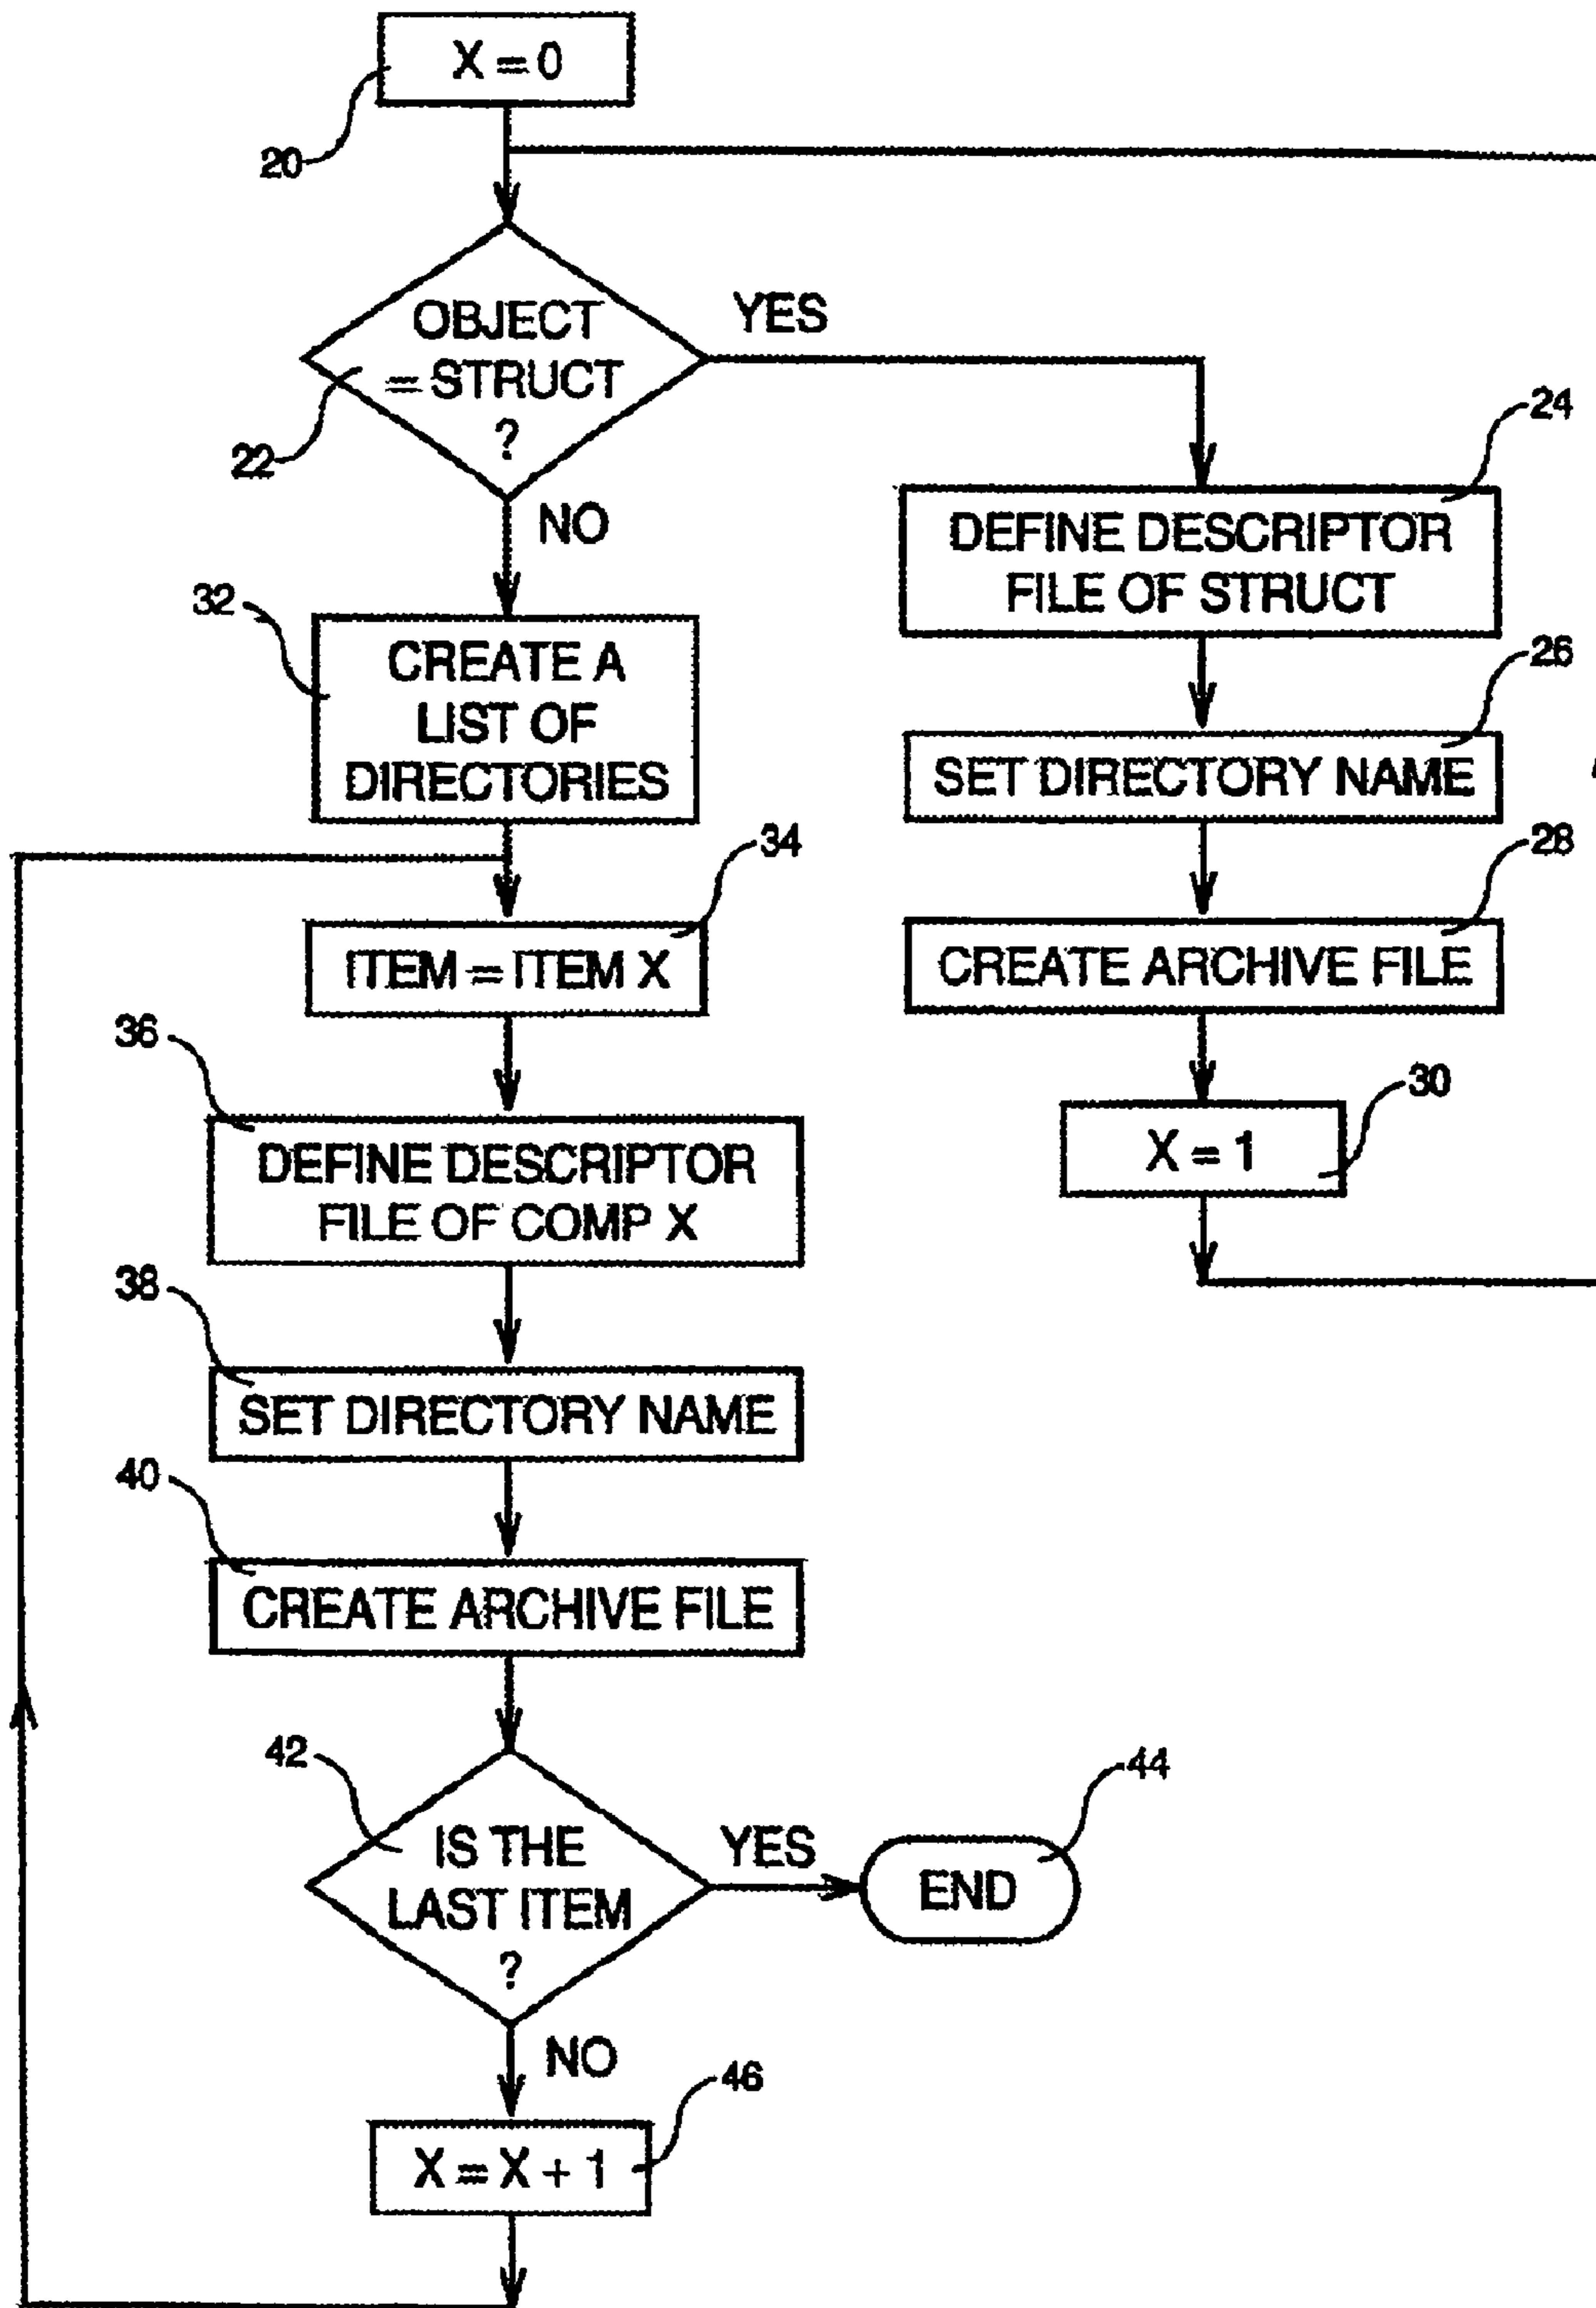 X = 0
20
OBJECT
= STRUCT
?
22
YES
NO
24
DEFINE DESCRIPTOR
FILE OF STRUCT
26
SET DIRECTORY NAME
28
CREATE ARCHIVE FILE
30
X = 1
32
CREATE A
LIST OF
DIRECTORIES
34
ITEM = ITEM X
36
DEFINE DESCRIPTOR
FILE OF COMP X
38
SET DIRECTORY NAME
40
CREATE ARCHIVE FILE
42
IS THE
LAST ITEM
?
YES
44
END
NO
46
X = X + 1